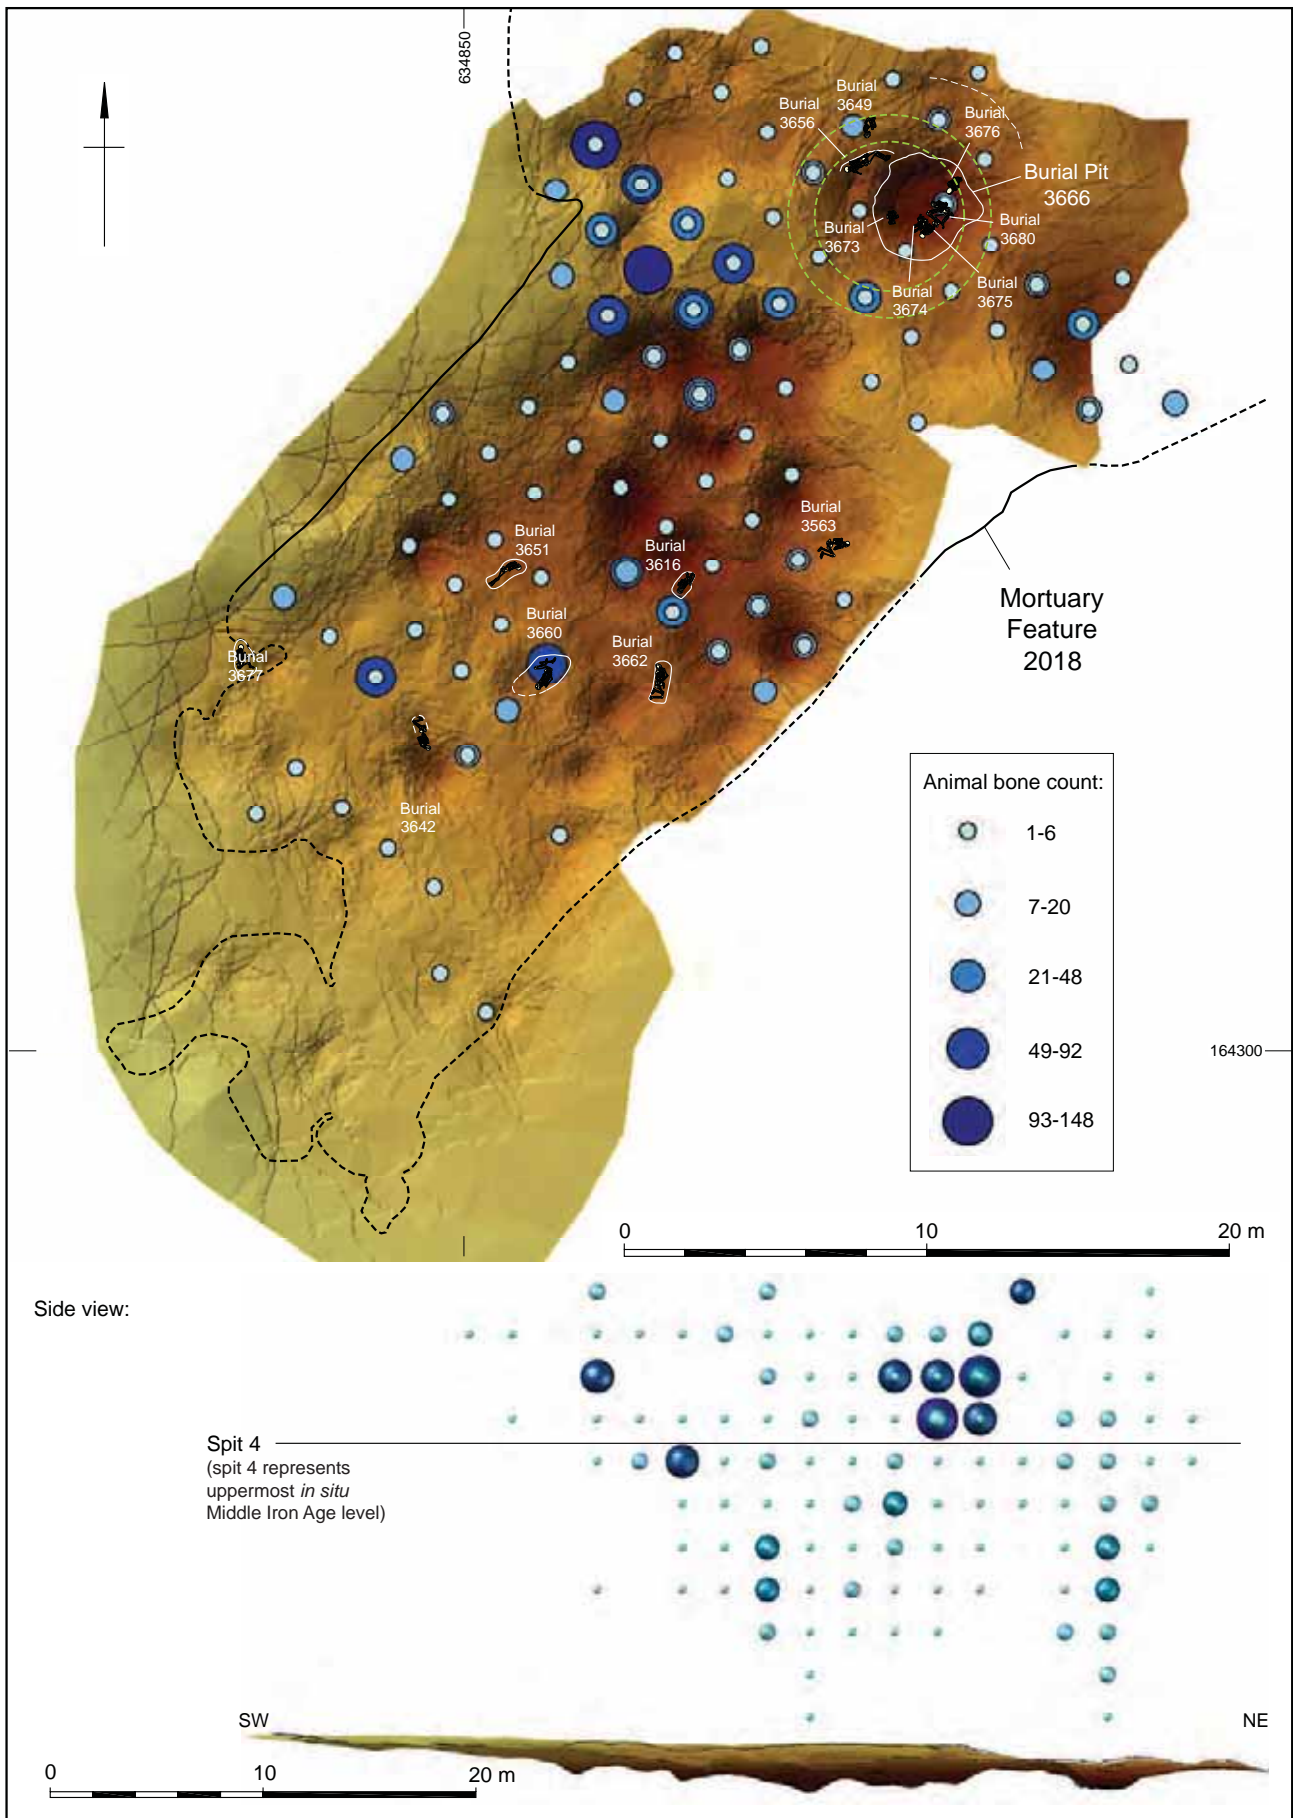 634850
Burial
3649
Burial
3656
Burial
3676
Burial Pit
3666
Burial
3673
Burial
3680
Burial
3674
Burial
3675
Burial
3563
Burial
3651
Burial
3616
Burial
3660
Burial
3662
Burial
3677
Burial
3642
Mortuary
Feature
2018
Animal bone count:
1-6
7-20
21-48
49-92
93-148
164300
0 10 20 m
Side view:
Spit 4
(spit 4 represents
uppermost in situ
Middle Iron Age level)
SW NE
0 10 20 m